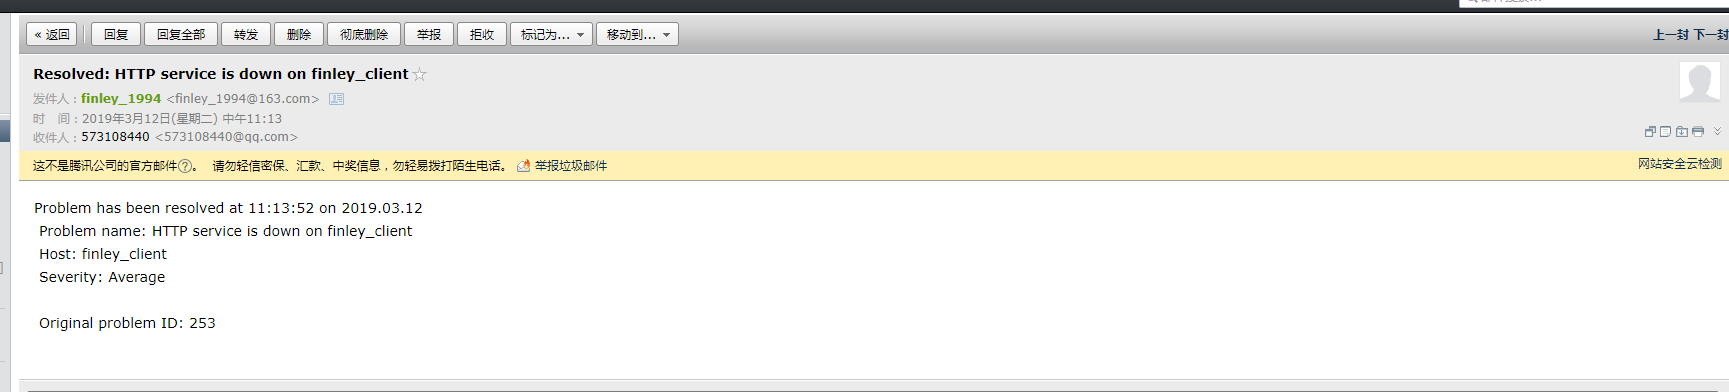 « 返回 回复 回复全部 转发 删除 彻底删除 举报 拒收 标记为... 移动到... 上一封 下一封
Resolved: HTTP service is down on finley_client
发件人：finley_1994 <finley_1994@163.com>
时 间：2019年3月12日(星期二) 中午11:13
收件人：573108440 <573108440@qq.com>
这不是腾讯公司的官方邮件?。 请勿轻信密保、汇款、中奖信息，勿轻易拨打陌生电话。 举报垃圾邮件 网站安全云检测
Problem has been resolved at 11:13:52 on 2019.03.12
Problem name: HTTP service is down on finley_client
Host: finley_client
Severity: Average
Original problem ID: 253